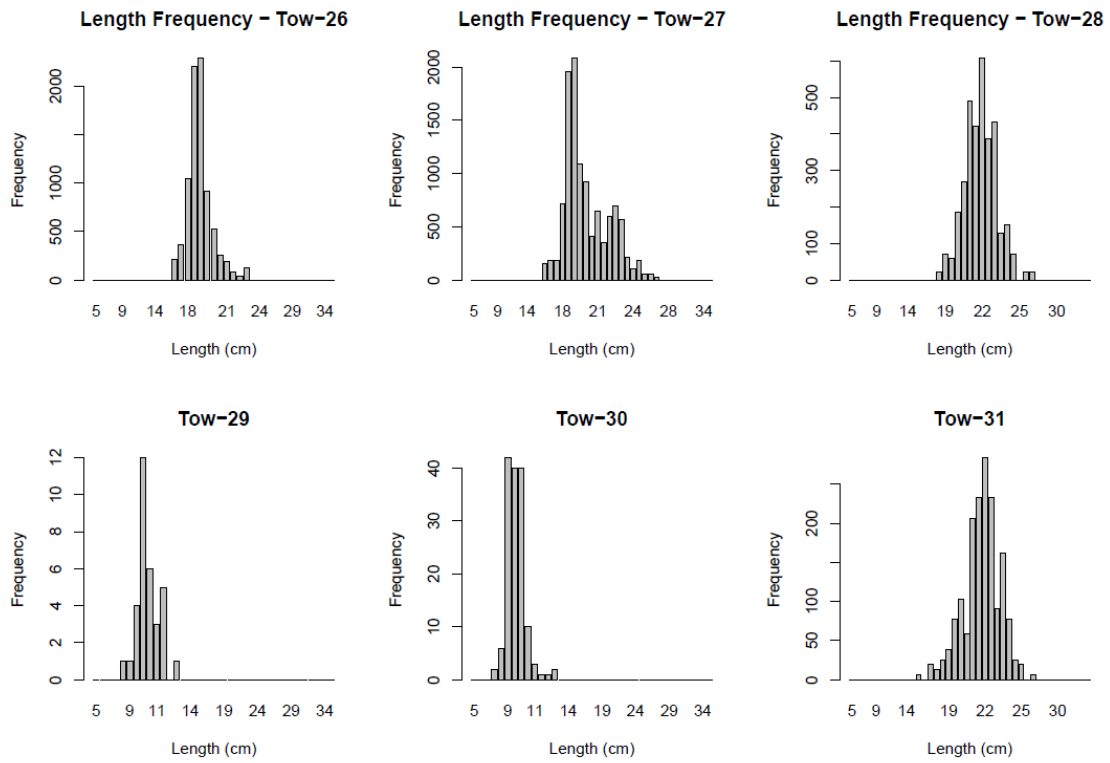 Length Frequency − Tow−26
Length Frequency − Tow−27
Length Frequency − Tow−28
Frequency
0 500 1000 2000
5 9 14 18 21 24 29 34
Length (cm)
Frequency
0 500 1000 1500 2000
5 9 14 18 21 24 28 34
Length (cm)
Frequency
0 100 300 500
5 9 14 19 22 25 30
Length (cm)
Tow−29
Tow−30
Tow−31
Frequency
0 2 4 6 8 10 12
5 9 11 14 19 24 29 34
Length (cm)
Frequency
0 10 20 30 40
5 9 11 14 19 24 29 34
Length (cm)
Frequency
0 50 100 200
5 9 14 19 22 25 30
Length (cm)